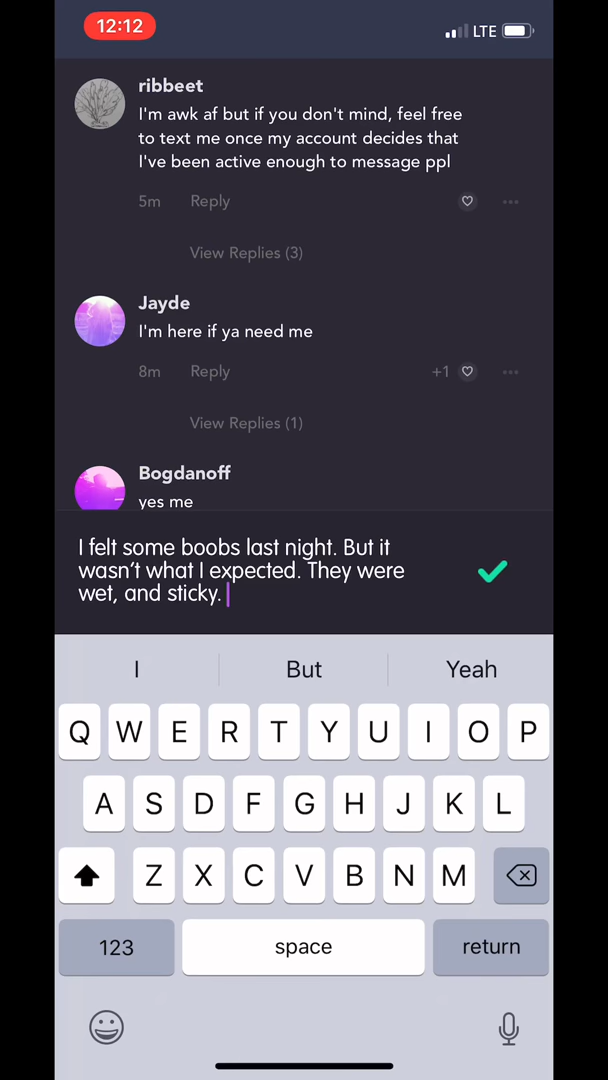 12:12
LTE
ribbeet
I'm awk af but if you don't mind, feel free
to text me once my account decides that
I've been active enough to message ppl
5m Reply
View Replies (3)
Jayde
I'm here if ya need me
8m Reply +1
View Replies (1)
Bogdanoff
yes me
I felt some boobs last night. But it
wasn't what I expected. They were
wet, and sticky.
I But Yeah
Q W E R T Y U I O P
A S D F G H J K L
Z X C V B N M
123 space return